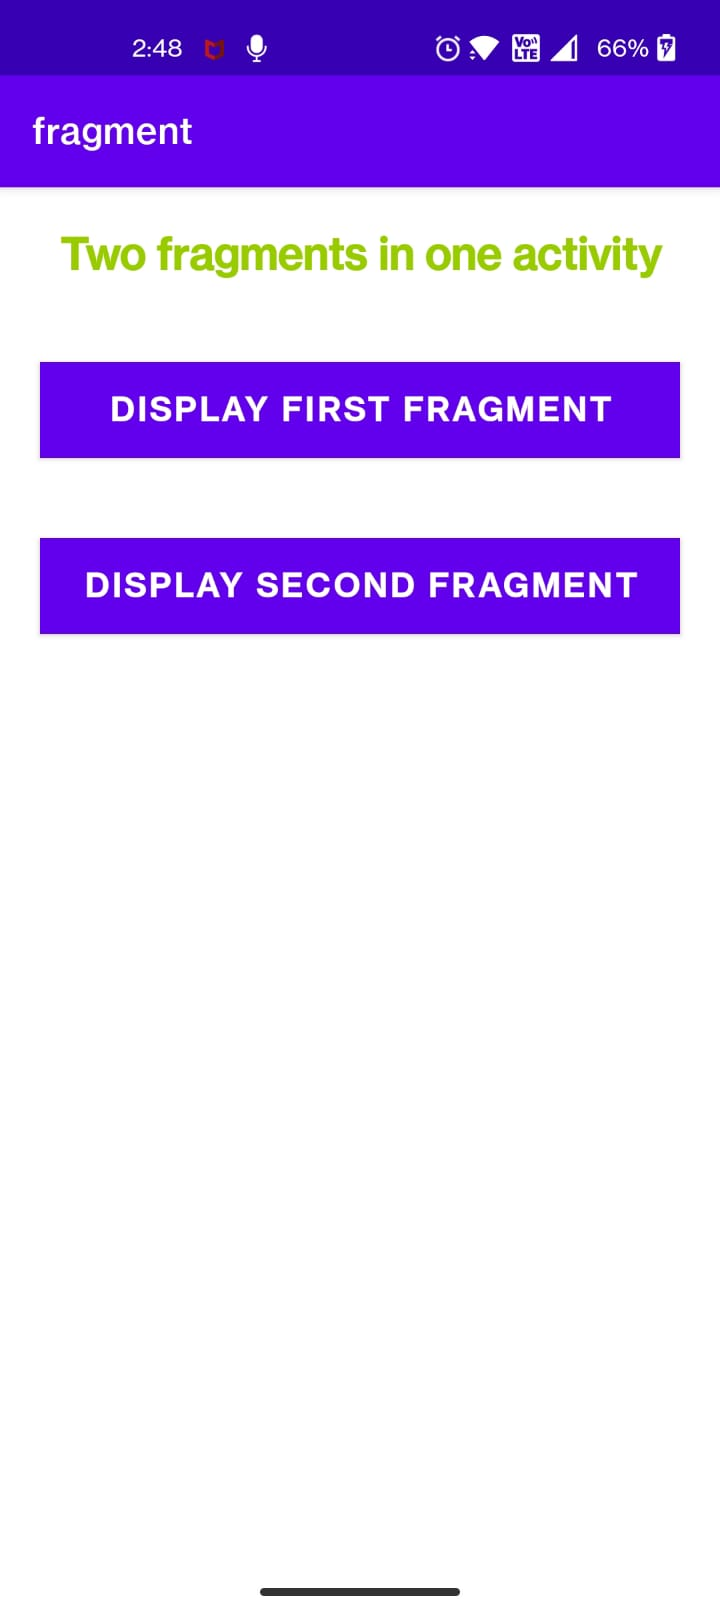 2:48 66%
fragment
Two fragments in one activity
DISPLAY FIRST FRAGMENT
DISPLAY SECOND FRAGMENT